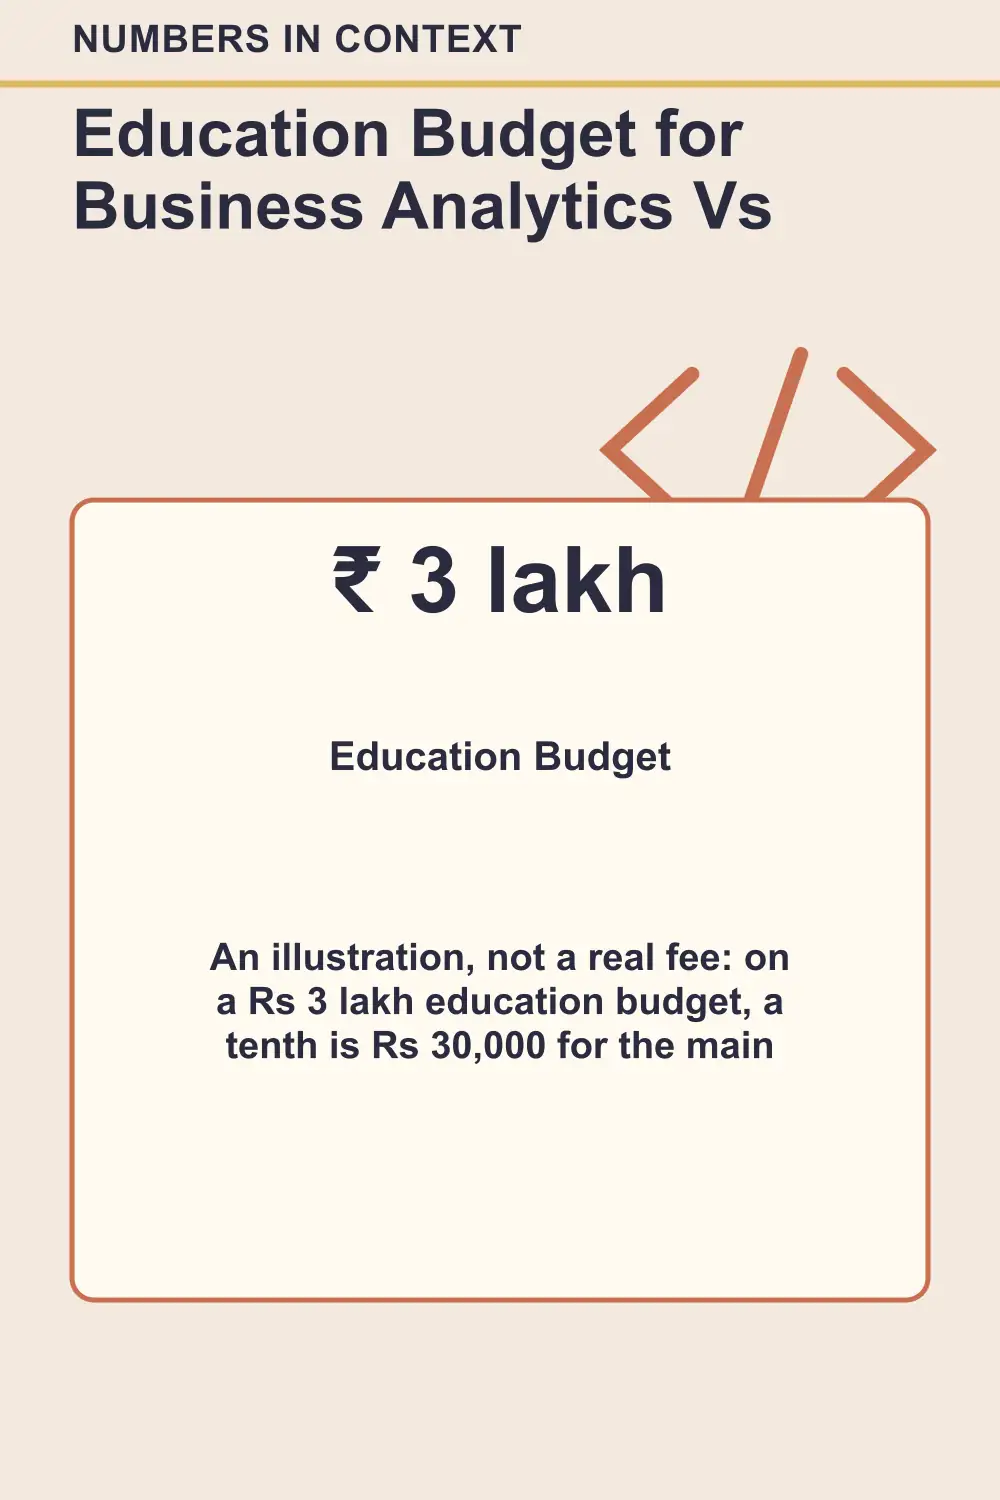 NUMBERS IN CONTEXT
Education Budget for
Business Analytics Vs
₹ 3 lakh
Education Budget
An illustration, not a real fee: on
a Rs 3 lakh education budget, a
tenth is Rs 30,000 for the main